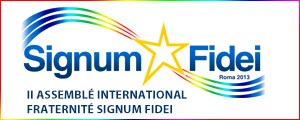 Signum Fidei
Roma 2013
II ASSEMBLÉ INTERNATIONAL
FRATERNITÉ SIGNUM FIDEI